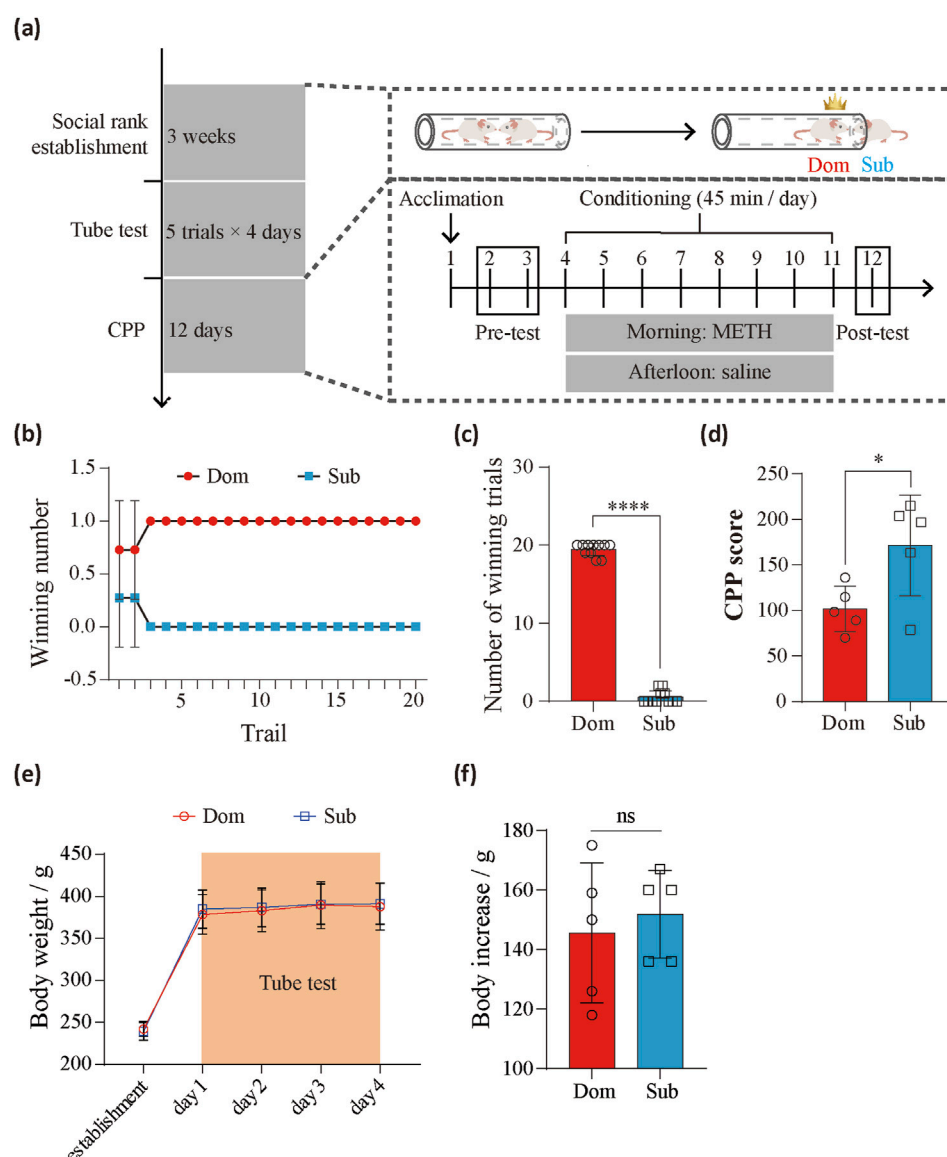 (a)
Social rank
establishment
3 weeks
Tube test
5 trials × 4 days
CPP
12 days
Dom Sub
Acclimation
Conditioning (45 min / day)
1 2 3 4 5 6 7 8 9 10 11 12
Pre-test
Morning: METH
Post-test
Afterloon: saline
(b)
Dom Sub
Winning number
1.5
1.0
0.5
0.0
-0.5
5 10 15 20
Trail
(c)
Number of winning trials
30
20
10
0
****
Dom Sub
(d)
CPP score
250
200
150
100
50
0
*
Dom Sub
(e)
Dom Sub
Body weight / g
450
400
350
300
250
200
Tube test
establishment
day 1
day 2
day 3
day 4
(f)
Body increase / g
180
160
140
120
100
ns
Dom Sub